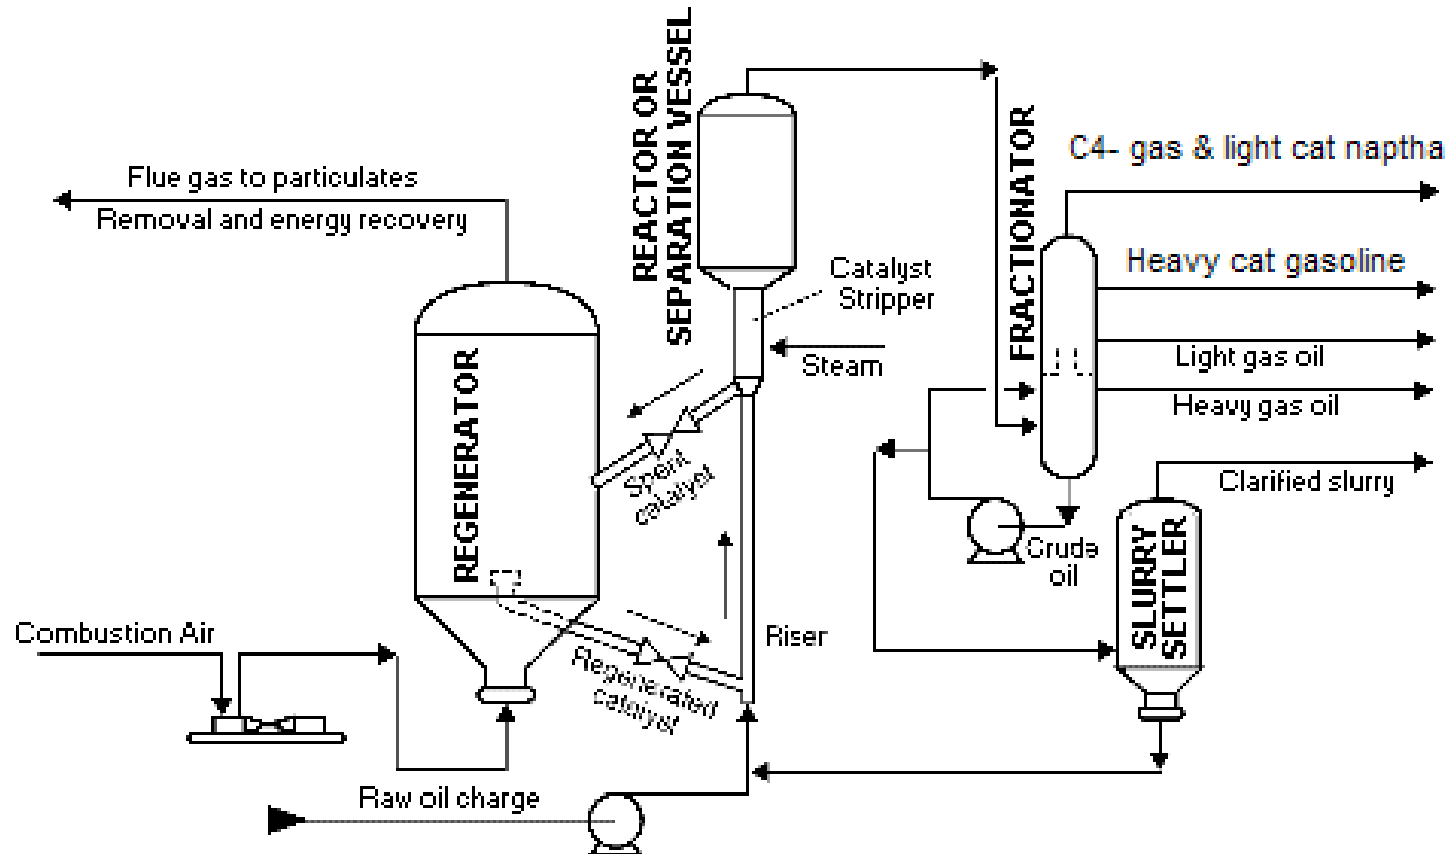 REACTOR OR
SEPARATION VESSEL
FRACTIONATOR
C4- gas & light cat naptha
Flue gas to particulates
Removal and energy recovery
Heavy cat gasoline
Catalyst
Stripper
Light gas oil
Steam
REGENERATOR
Heavy gas oil
Spent
catalyst
Clarified slurry
Crude
oil
SLURRY
SETTLER
Combustion Air
Riser
Regenerated
catalyst
Raw oil charge